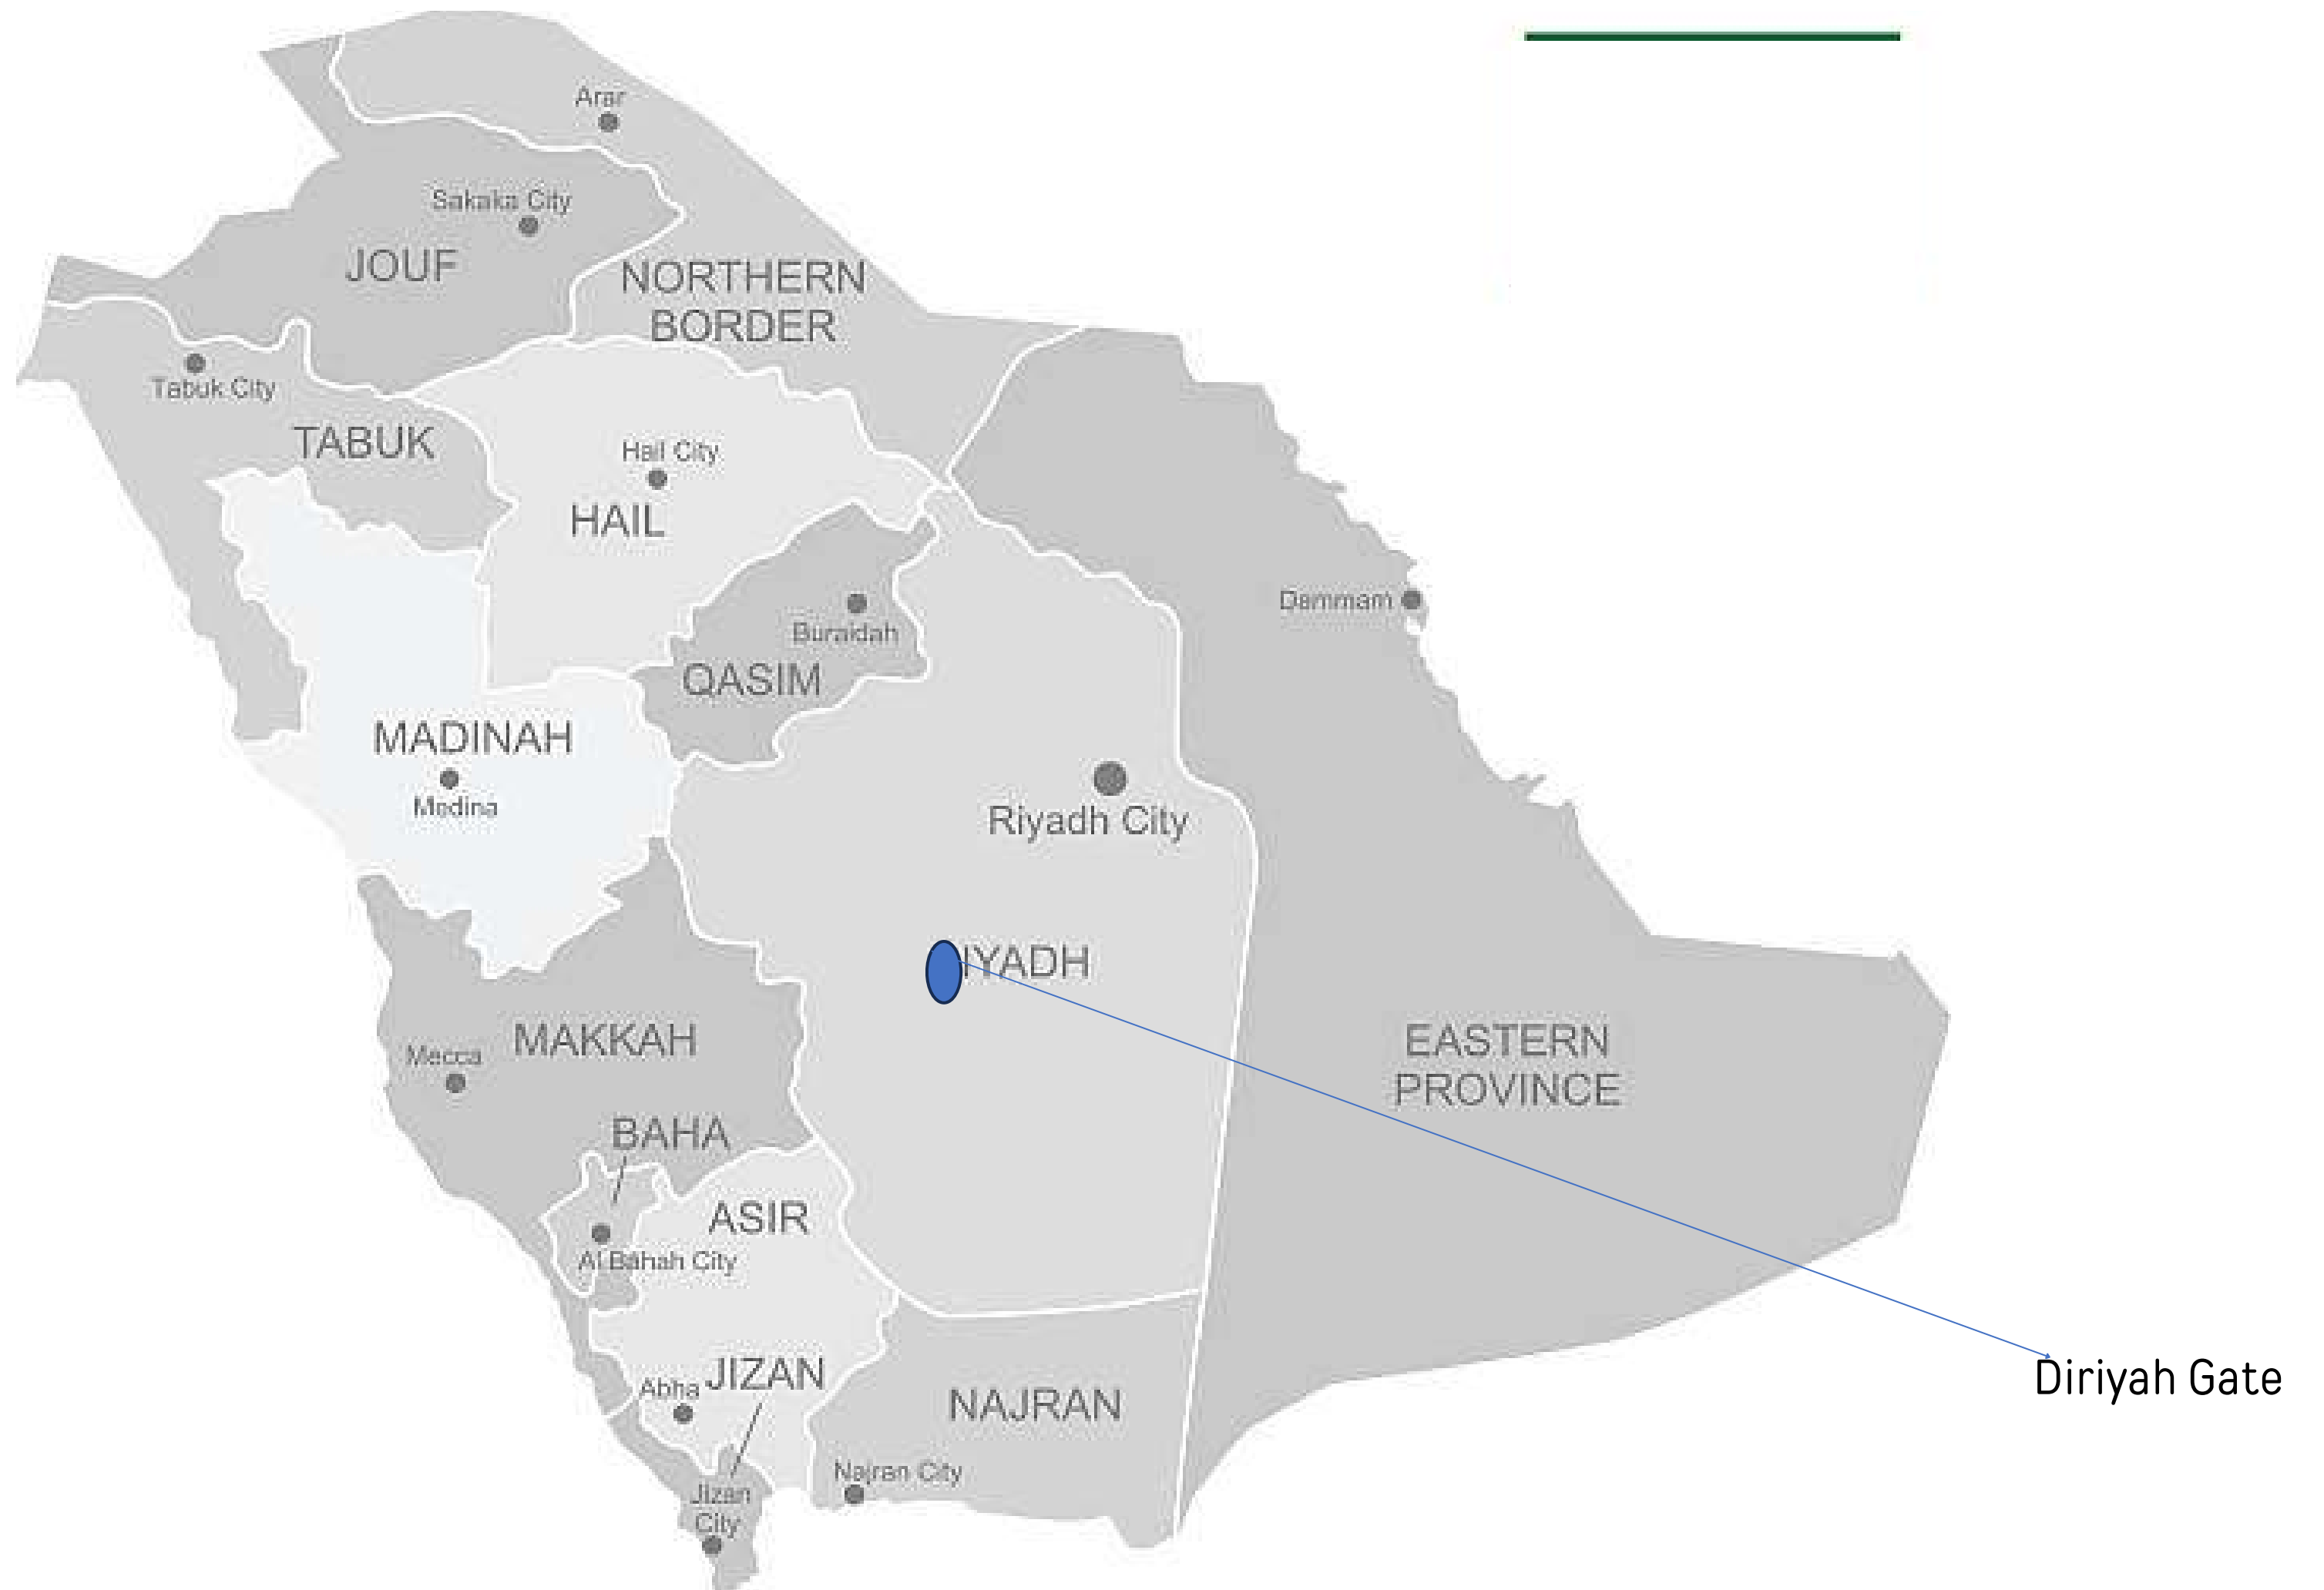 Arar
Sakaka City
JOUF
NORTHERN
BORDER
Tabuk City
TABUK
Hail City
HAIL
Dammam
Buraidah
QASIM
MADINAH
Medina
Riyadh City
IYADH
MAKKAH
Mecca
EASTERN
PROVINCE
BAHA
ASIR
Al Bahah City
JIZAN
Abha
Diriyah Gate
NAJRAN
Najran City
Jizan
City